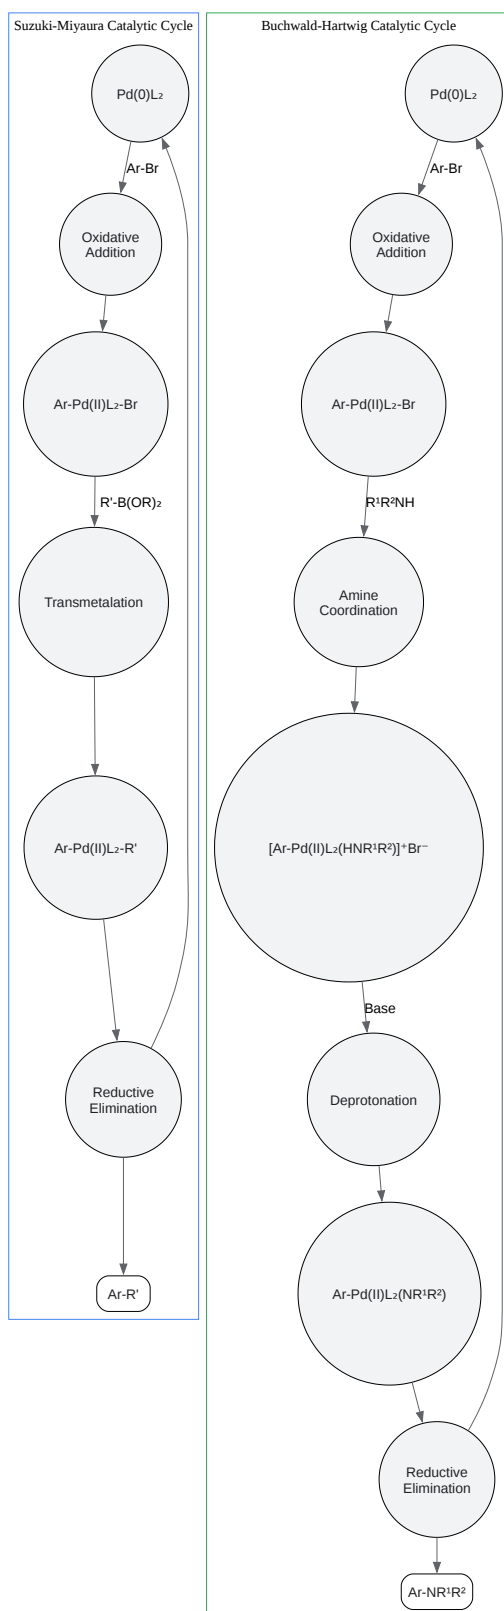 Suzuki-Miyaura Catalytic Cycle
Pd(0)L₂
Ar-Br
Oxidative
Addition
Ar-Pd(II)L₂-Br
R'-B(OR)₂
Transmetalation
Ar-Pd(II)L₂-R'
Reductive
Elimination
Ar-R'
Buchwald-Hartwig Catalytic Cycle
Pd(0)L₂
Ar-Br
Oxidative
Addition
Ar-Pd(II)L₂-Br
R¹R²NH
Amine
Coordination
[Ar-Pd(II)L₂(HNR¹R²)]⁺Br⁻
Base
Deprotonation
Ar-Pd(II)L₂(NR¹R²)
Reductive
Elimination
Ar-NR¹R²